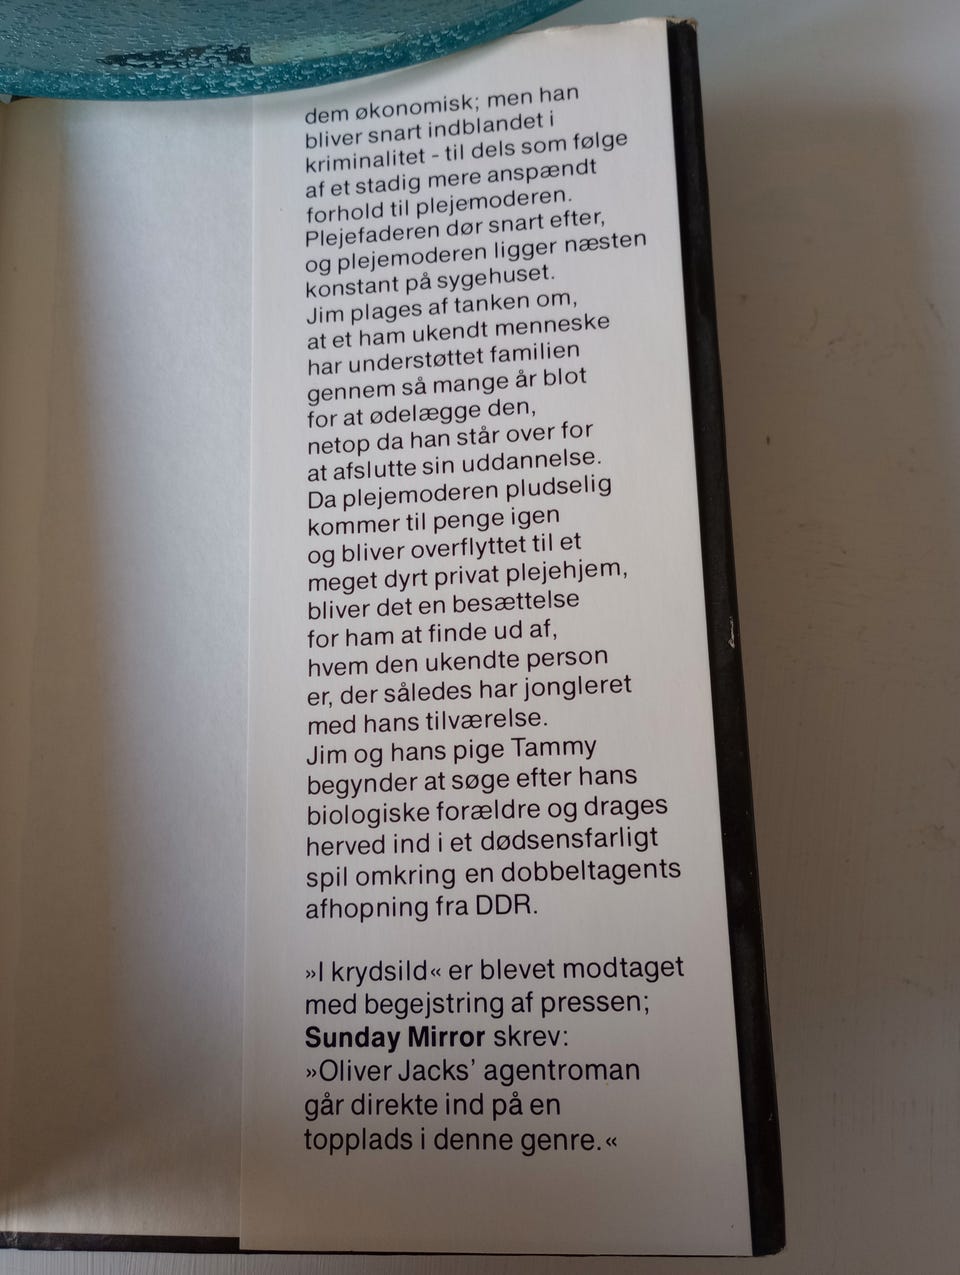 dem økonomisk; men han
bliver snart indblandet i
kriminalitet - til dels som følge
af et stadig mere anspændt
forhold til plejemoderen.
Plejefaderen dør snart efter,
og plejemoderen ligger næsten
konstant på sygehuset.
Jim plages af tanken om,
at et ham ukendt menneske
har understøttet familien
gennem så mange år blot
for at ødelægge den,
netop da han står over for
at afslutte sin uddannelse.
Da plejemoderen pludselig
kommer til penge igen
og bliver overflyttet til et
meget dyrt privat plejehjem,
bliver det en besættelse
for ham at finde ud af,
hvem den ukendte person
er, der således har jongleret
med hans tilværelse.
Jim og hans pige Tammy
begynder at søge efter hans
biologiske forældre og drages
herved ind i et dødsensfarligt
spil omkring en dobbeltagents
afhopning fra DDR.
»I krydsild« er blevet modtaget
med begejstring af pressen;
Sunday Mirror skrev:
»Oliver Jacks’ agentroman
går direkte ind på en
topplads i denne genre.«